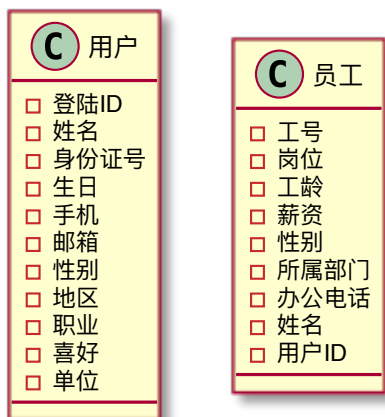 C 用户
登陆ID
姓名
身份证号
生日
手机
邮箱
性别
地区
职业
喜好
单位
C 员工
工号
岗位
工龄
薪资
性别
所属部门
办公电话
姓名
用户ID